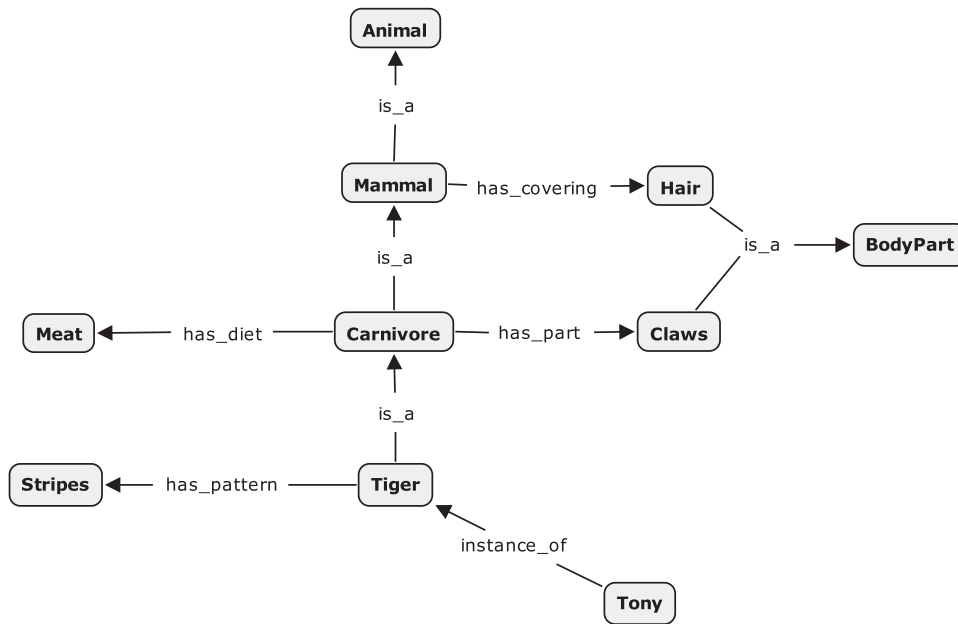 Animal
is_a
Mammal
has_covering
Hair
is_a
is_a
BodyPart
Meat
has_diet
Carnivore
has_part
Claws
is_a
Stripes
has_pattern
Tiger
instance_of
Tony